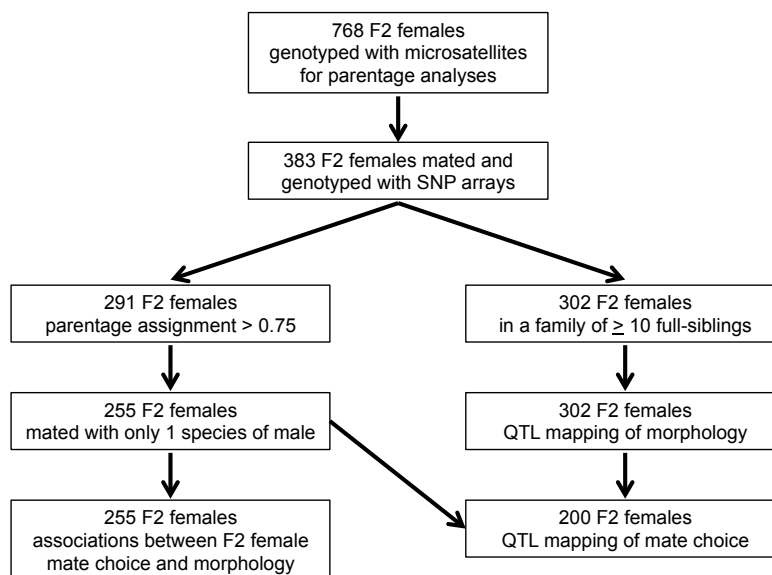 768 F2 females
genotyped with microsatellites
for parentage analyses
383 F2 females mated and
genotyped with SNP arrays
291 F2 females
parentage assignment > 0.75
302 F2 females
in a family of ≥ 10 full-siblings
255 F2 females
mated with only 1 species of male
302 F2 females
QTL mapping of morphology
255 F2 females
associations between F2 female
mate choice and morphology
200 F2 females
QTL mapping of mate choice